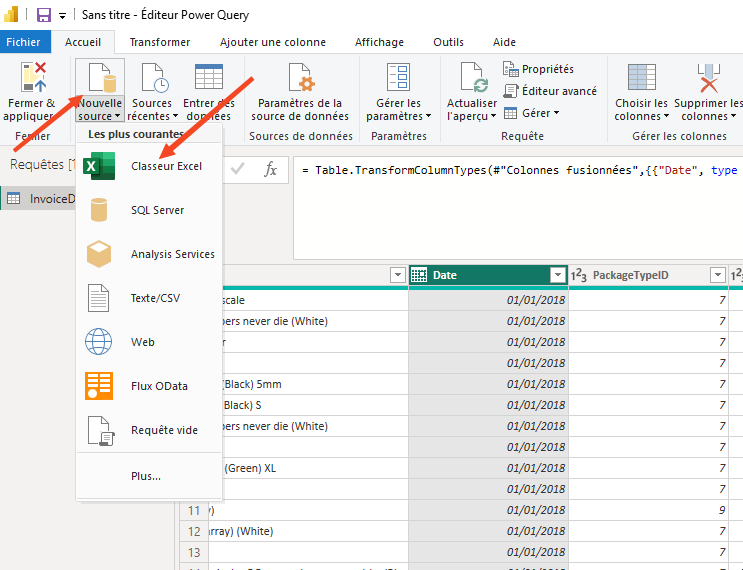 Sans titre - Éditeur Power Query
Fichier Accueil Transformer Ajouter une colonne Affichage Outils Aide
Fermer &
appliquer
Fermer
Nouvelle
source
Sources
récentes
Entrer des
données
Paramètres de la
source de données
Sources de données
Gérer les
paramètres
Paramètres
Actualiser
l'aperçu
Propriétés
Éditeur avancé
Gérer
Requête
Choisir les
colonnes
Supprimer les
colonnes
Gérer les colonnes
Les plus courantes
Classeur Excel
SQL Server
Analysis Services
Texte/CSV
Web
Flux OData
Requête vide
Plus...
Requêtes [1
InvoiceD
fx
= Table.TransformColumnTypes(#"Colonnes fusionnées",{{"Date", type
Date 123 PackageTypeID 123
scale 01/01/2018 7
pers never die (White) 01/01/2018 7
r 01/01/2018 7
01/01/2018 7
(Black) 5mm 01/01/2018 7
Black) S 01/01/2018 7
pers never die (White) 01/01/2018 7
01/01/2018 7
(Green) XL 01/01/2018 7
01/01/2018 7
11 y) 01/01/2018 9
12 array) (White) 01/01/2018 7
13 01/01/2018 7